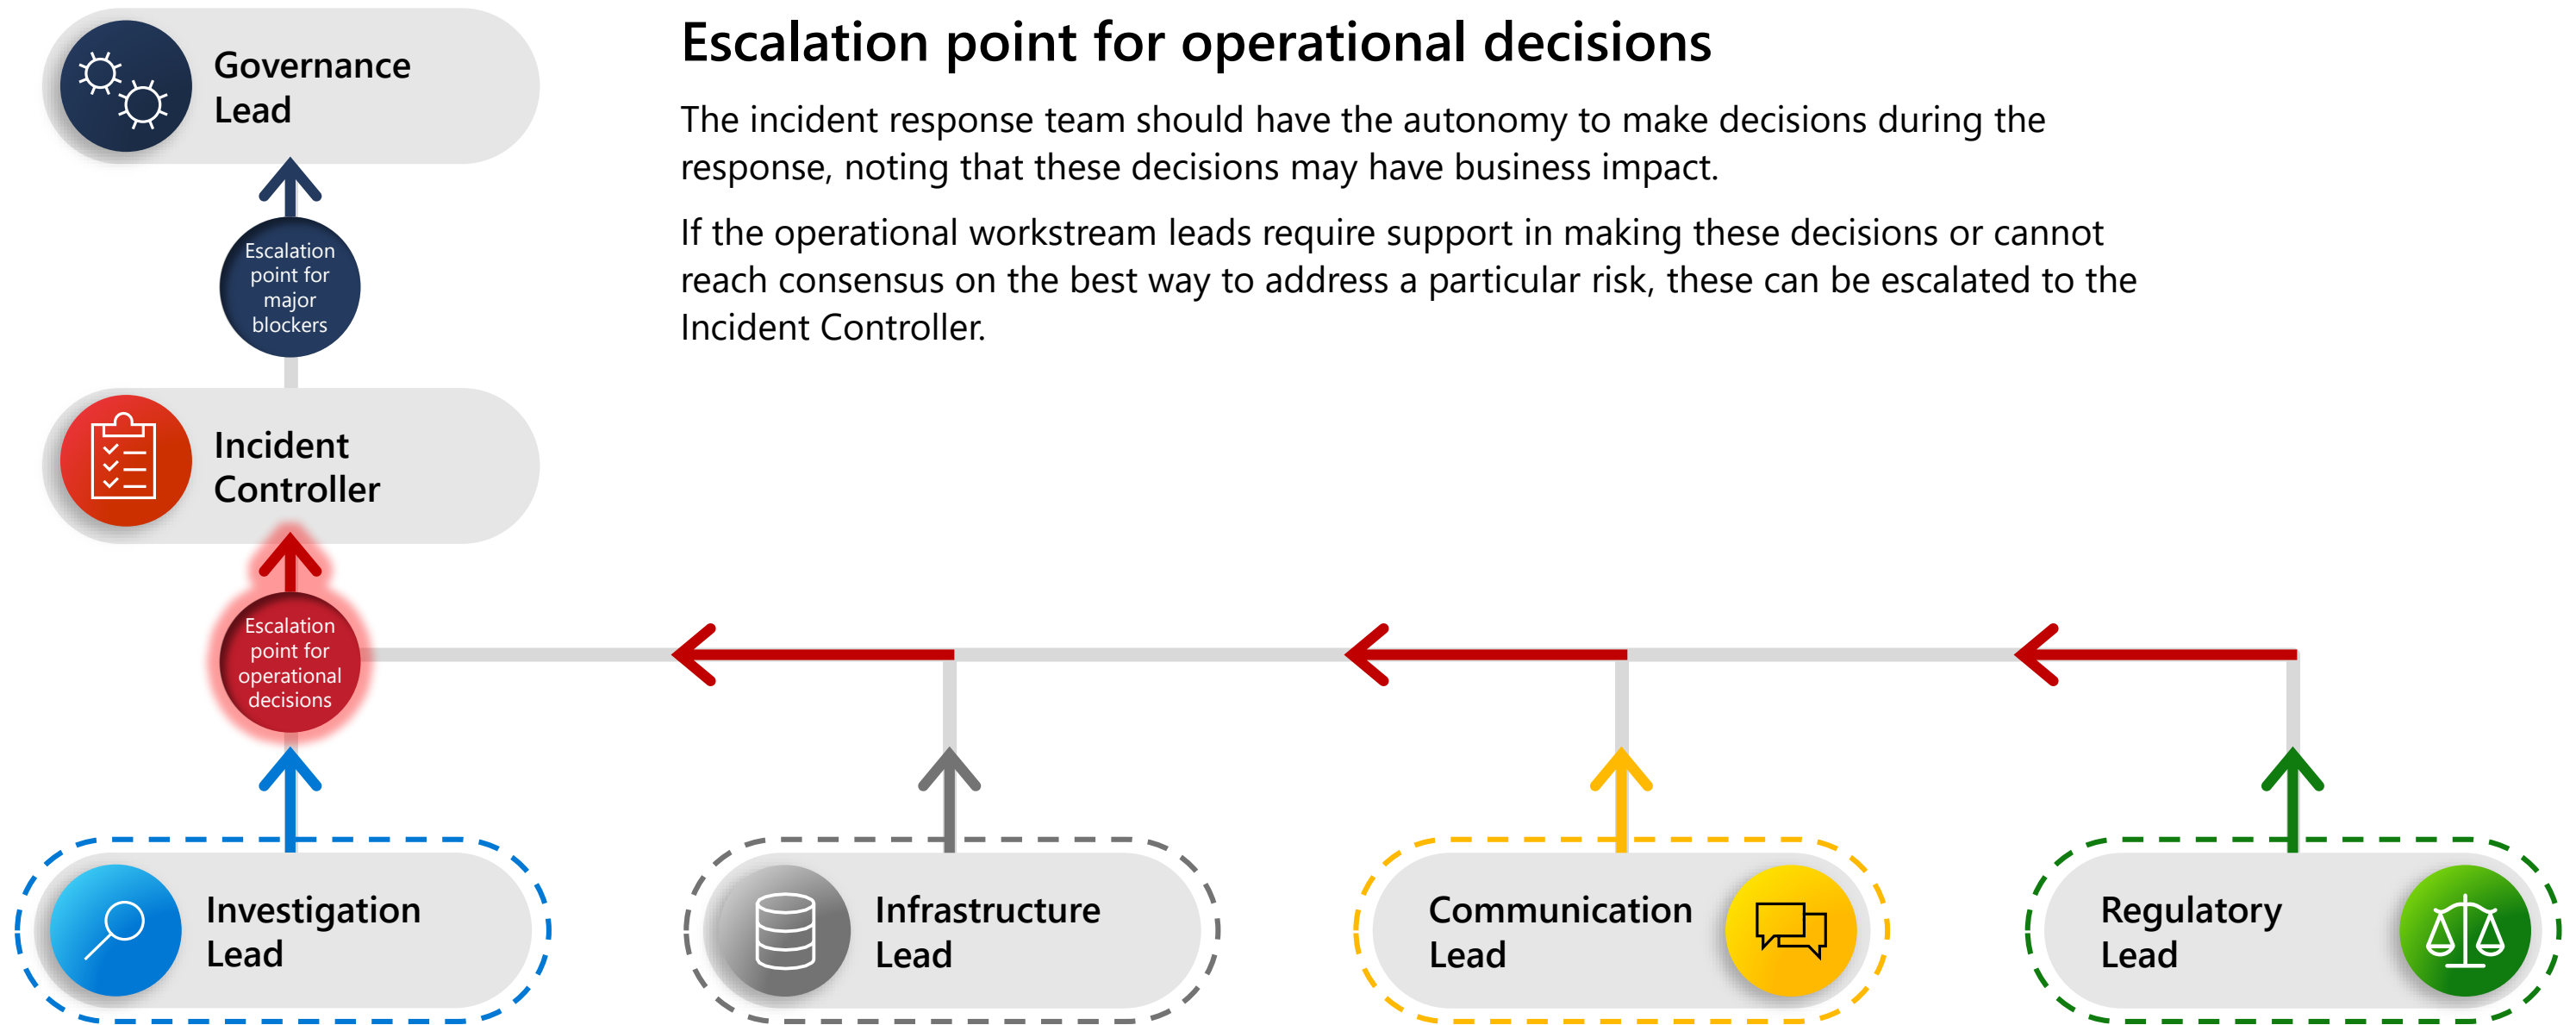 Escalation point for operational decisions
The incident response team should have the autonomy to make decisions during the
response, noting that these decisions may have business impact.
If the operational workstream leads require support in making these decisions or cannot
reach consensus on the best way to address a particular risk, these can be escalated to the
Incident Controller.
Governance
Lead
Escalation
point for
major
blockers
Incident
Controller
Escalation
point for
operational
decisions
Investigation
Lead
Infrastructure
Lead
Communication
Lead
Regulatory
Lead